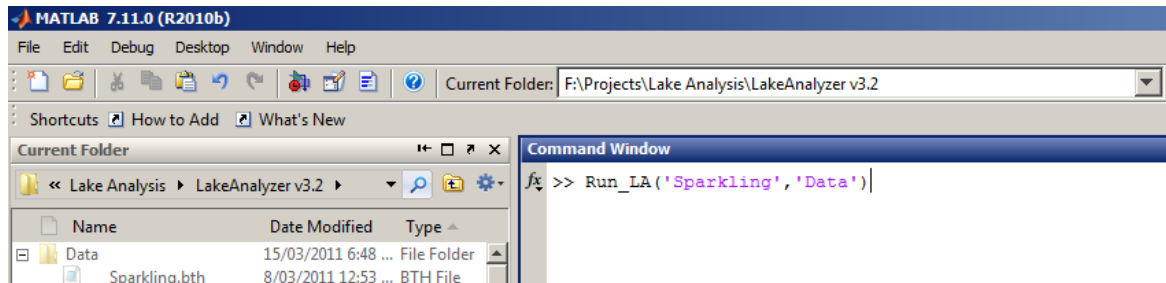 MATLAB 7.11.0 (R2010b)
File Edit Debug Desktop Window Help
Current Folder: F:\Projects\Lake Analysis\LakeAnalyzer v3.2
Shortcuts How to Add What's New
Current Folder
« Lake Analysis LakeAnalyzer v3.2
Name Date Modified Type
Data 15/03/2011 6:48 ... File Folder
Sparkling.bth 8/03/2011 12:53 ... BTH File
Command Window
fx >> Run_LA('Sparkling','Data')